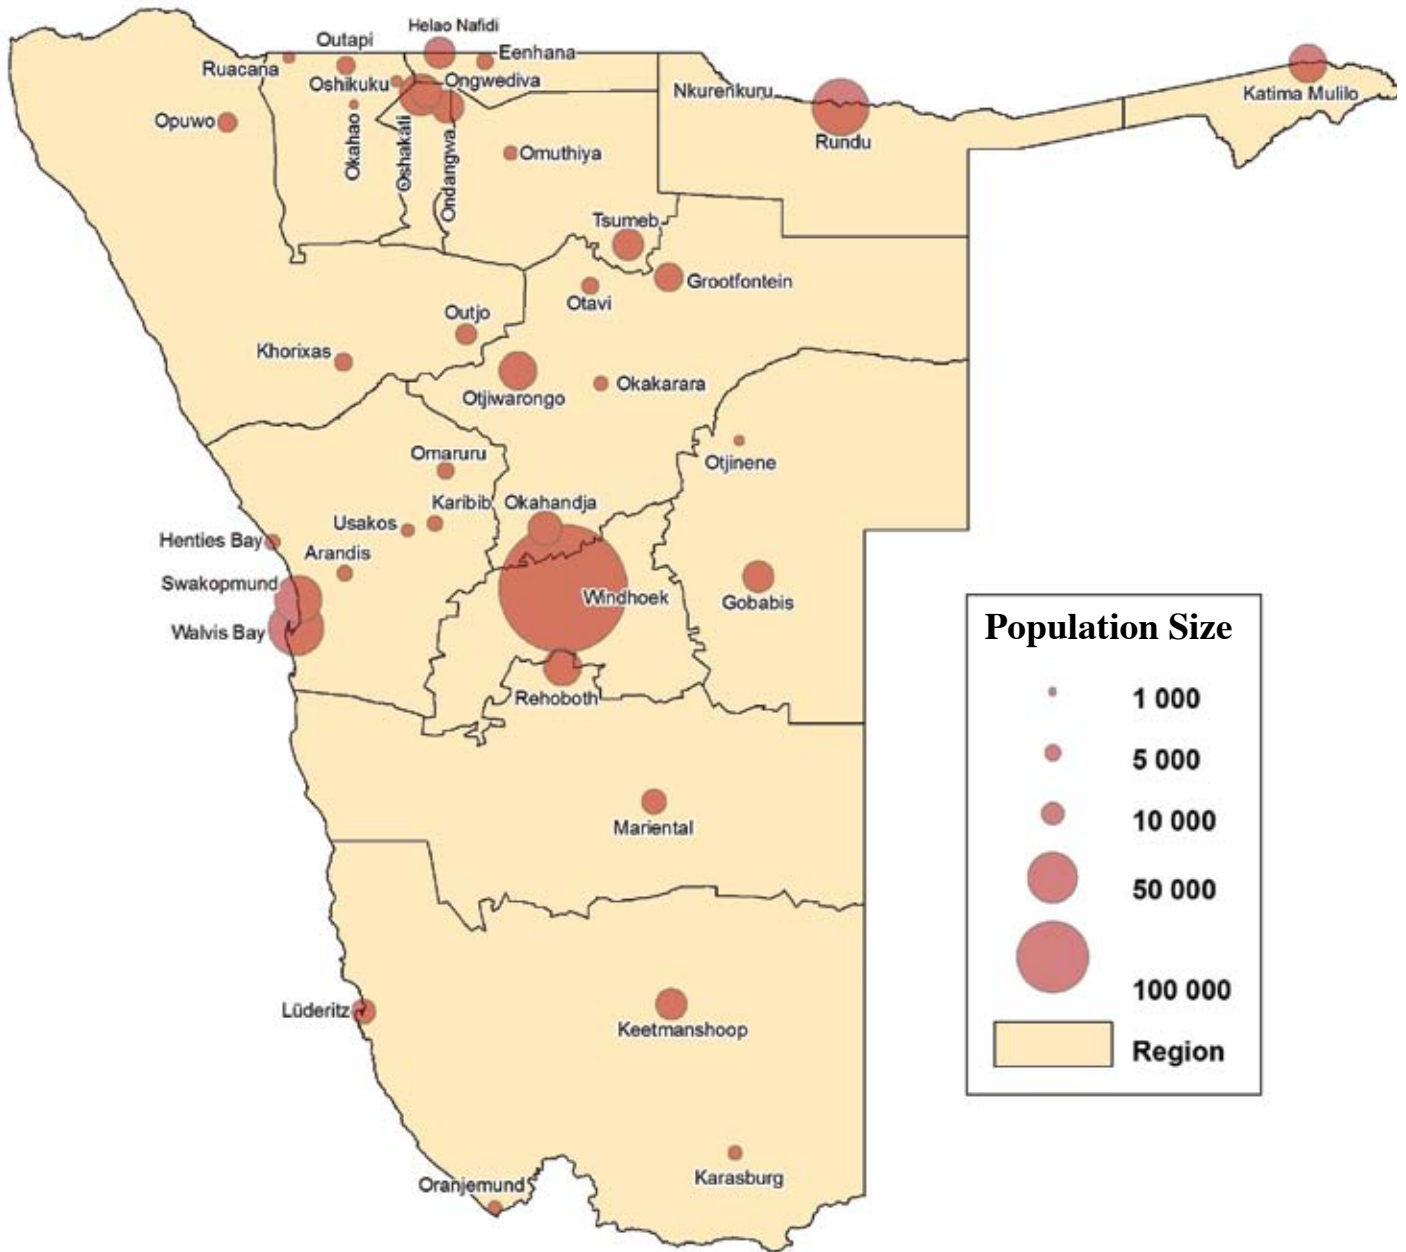 Helao Nafidi
Outapi
Eenhana
Ruacana
Oshikuku
Ongwediva
Nkurenkuru
Katima Mulilo
Opuwo
Okahao
Oshakati
Ondangwa
Rundu
Omuthiya
Tsumeb
Grootfontein
Otavi
Outjo
Khorixas
Otjiwarongo
Okakarara
Omaruru
Otjinene
Karibib
Okahandja
Usakos
Henties Bay
Arandis
Swakopmund
Windhoek
Gobabis
Walvis Bay
Rehoboth
Mariental
Lüderitz
Keetmanshoop
Karasburg
Oranjemund
Population Size
1 000
5 000
10 000
50 000
100 000
Region